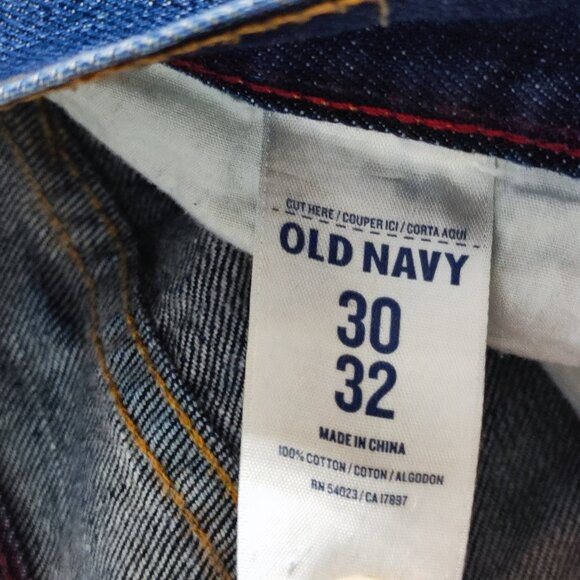 CUT HERE / COUPER ICI / CORTA AQUÍ
OLD NAVY
30
32
MADE IN CHINA
100% COTTON / COTON / ALGODON
RN 54023 / CA 17897